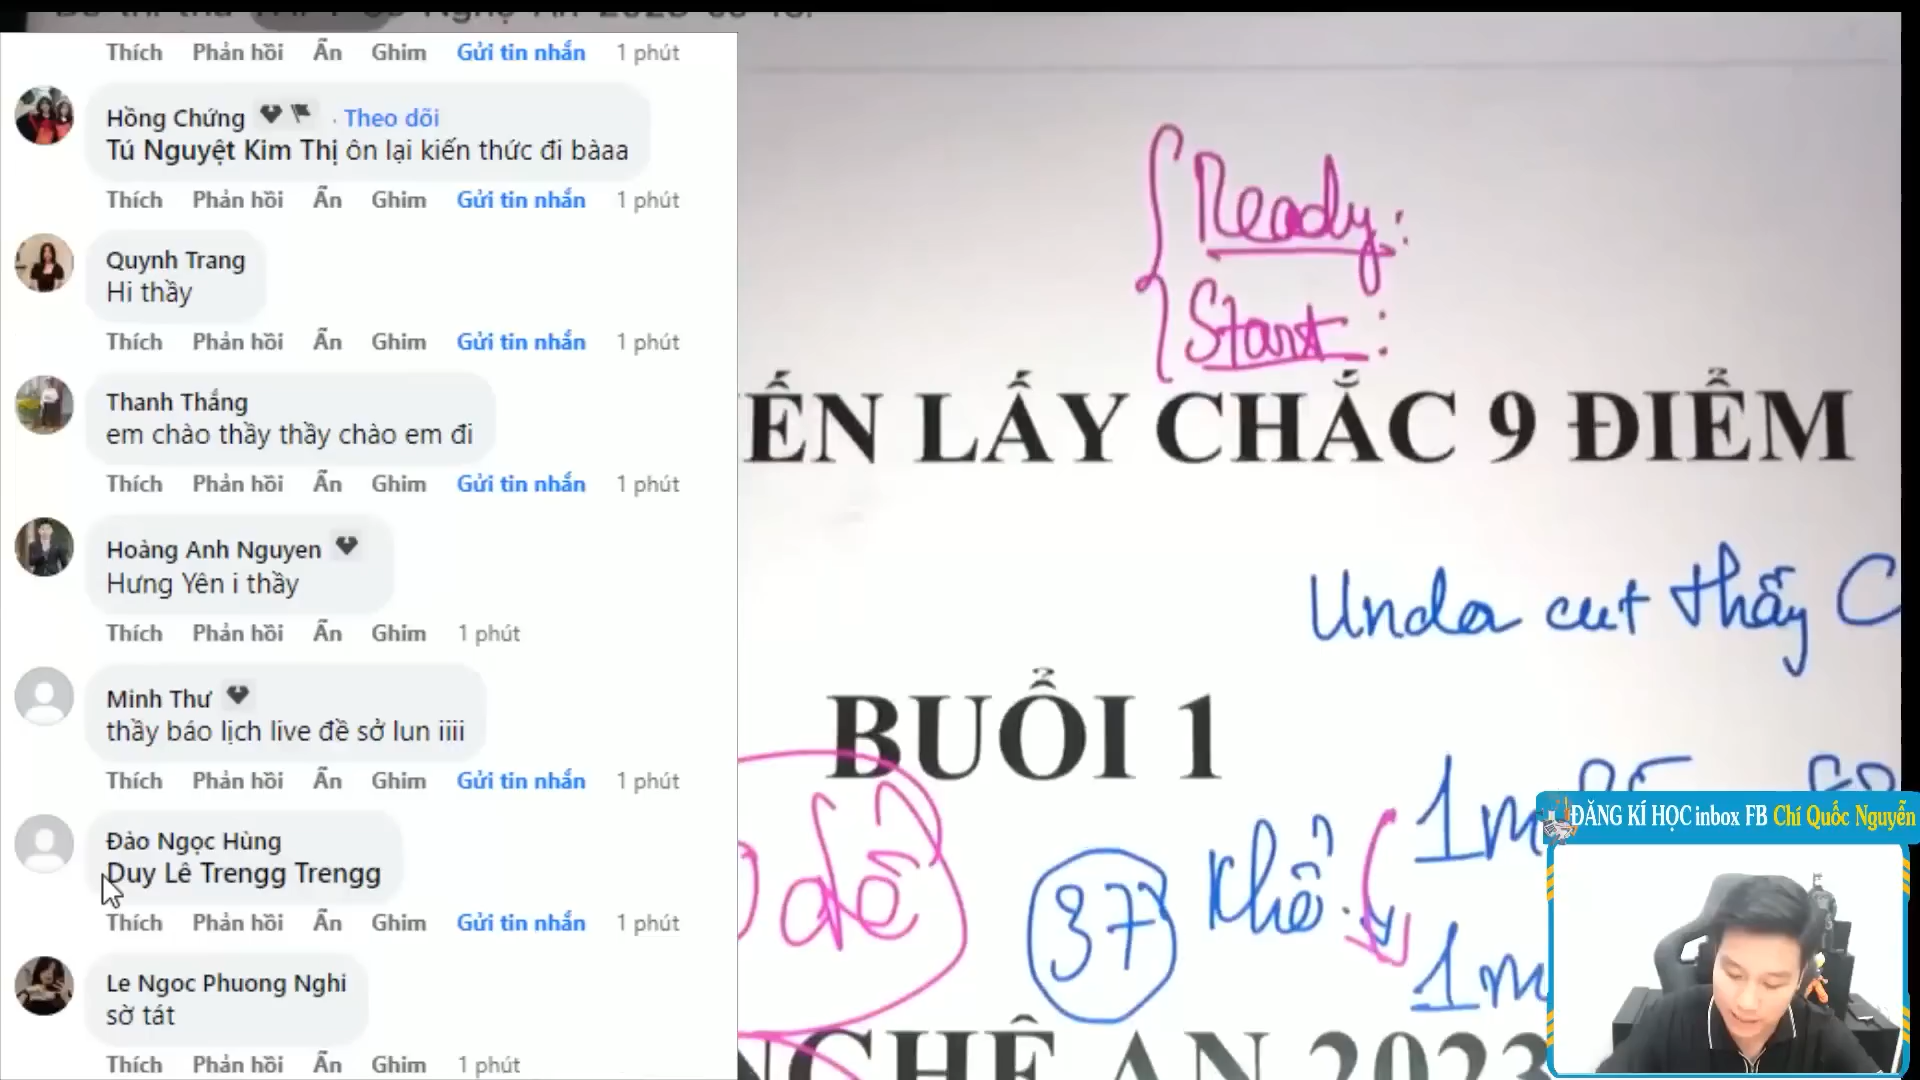 Thích Phản hồi Ẩn Ghim Gửi tin nhắn 1 phút
Hồng Chứng · Theo dõi
Tú Nguyệt Kim Thị ôn lại kiến thức đi bàaa
Thích Phản hồi Ẩn Ghim Gửi tin nhắn 1 phút
Quynh Trang
Hi thầy
Thích Phản hồi Ẩn Ghim Gửi tin nhắn 1 phút
Thanh Thắng
em chào thầy thầy chào em đi
Thích Phản hồi Ẩn Ghim Gửi tin nhắn 1 phút
Hoàng Anh Nguyen
Hưng Yên i thầy
Thích Phản hồi Ẩn Ghim 1 phút
Minh Thư
thầy báo lịch live đề sở lun iiii
Thích Phản hồi Ẩn Ghim Gửi tin nhắn 1 phút
Đào Ngọc Hùng
Duy Lê Trengg Trengg
Thích Phản hồi Ẩn Ghim Gửi tin nhắn 1 phút
Le Ngoc Phuong Nghi
sờ tát
Thích Phản hồi Ẩn Ghim 1 phút
Ready:
Start:
ẾN LẤY CHẮC 9 ĐIỂM
cut thầy C
BUỔI 1
đề
37
Khổ
1m
1m
NGHỆ AN 2023
ĐĂNG KÍ HỌC inbox FB Chí Quốc Nguyễn